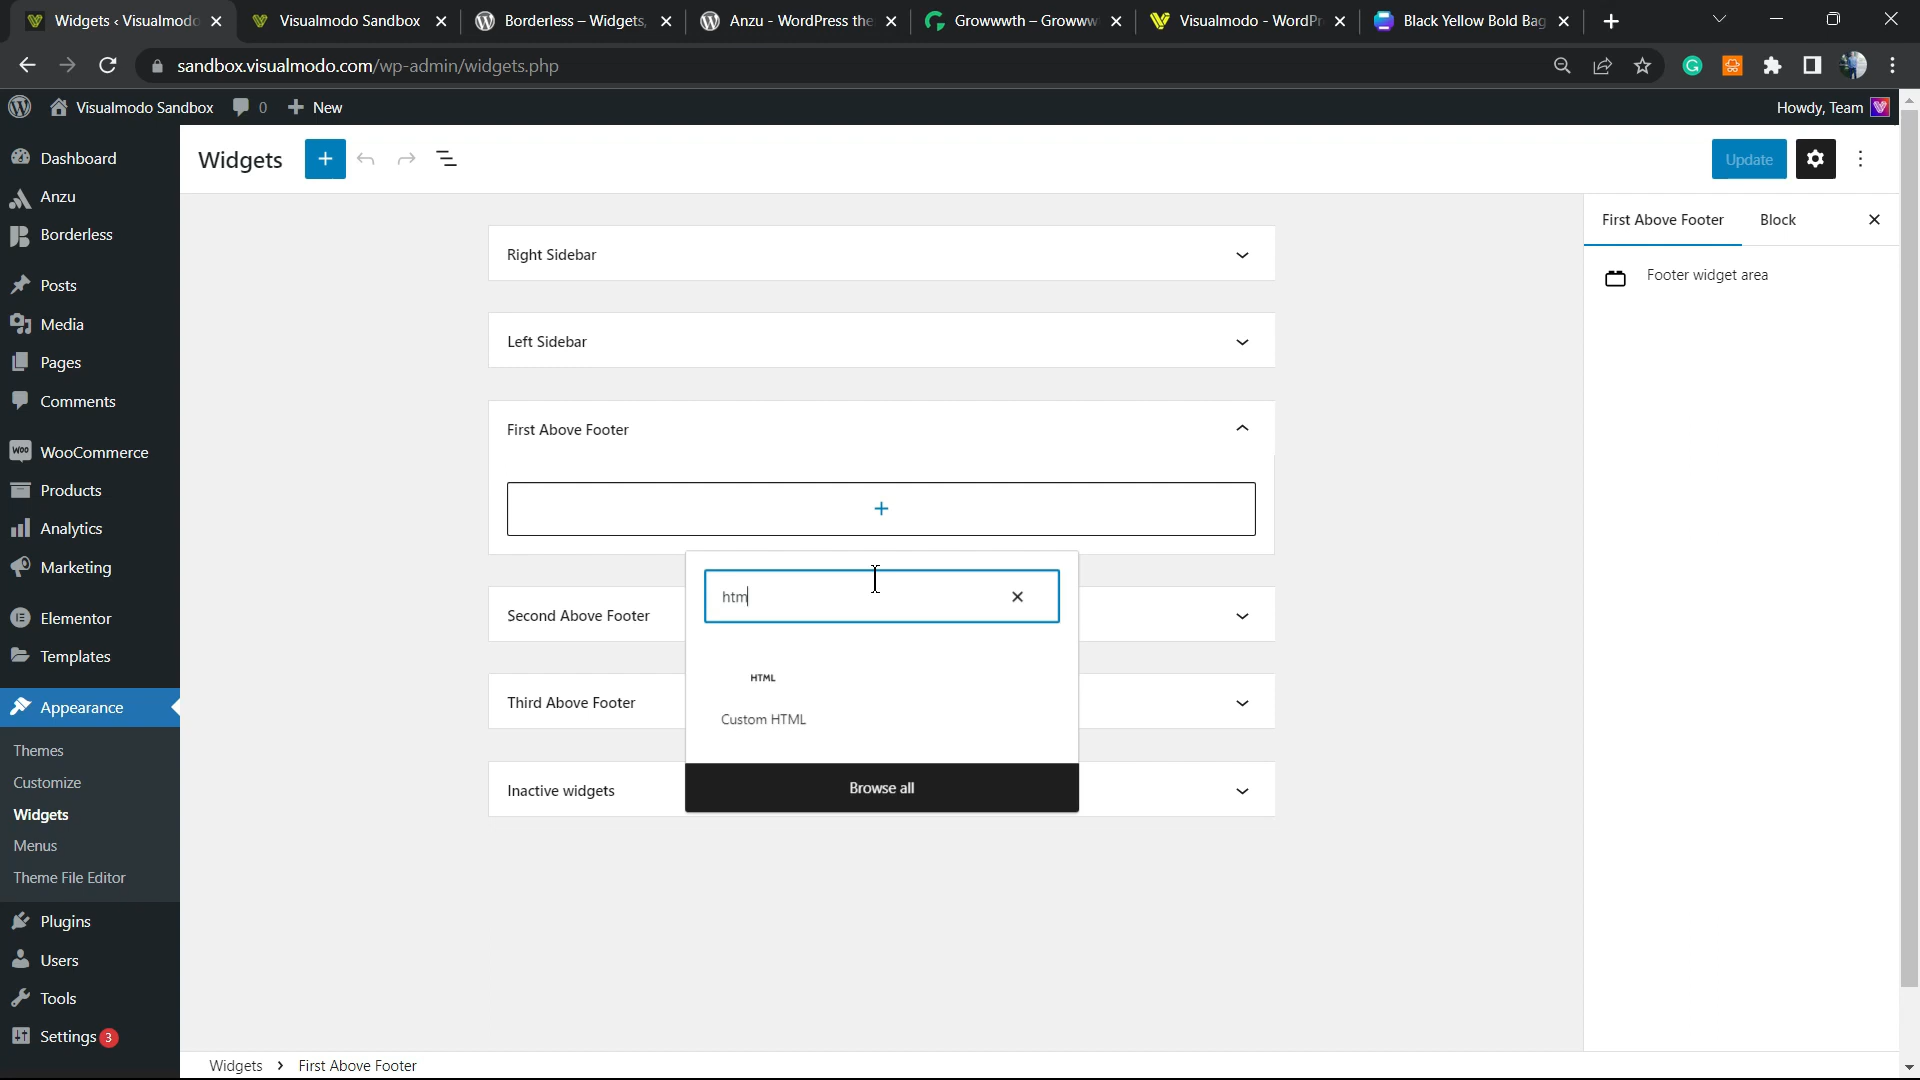 Widgets ‹ Visualmodo
Visualmodo Sandbox
Borderless – Widgets,
Anzu - WordPress the
Growwwth – Groww
Visualmodo - WordPr
Black Yellow Bold Bag
sandbox.visualmodo.com/wp-admin/widgets.php
Visualmodo Sandbox
0
New
Howdy, Team
Dashboard
Anzu
Borderless
Posts
Media
Pages
Comments
WooCommerce
Products
Analytics
Marketing
Elementor
Templates
Appearance
Themes
Customize
Widgets
Menus
Theme File Editor
Plugins
Users
Tools
Settings 3
Widgets
Update
Right Sidebar
Left Sidebar
First Above Footer
htm
Second Above Footer
HTML
Third Above Footer
Custom HTML
Browse all
Inactive widgets
First Above Footer
Block
Footer widget area
Widgets › First Above Footer